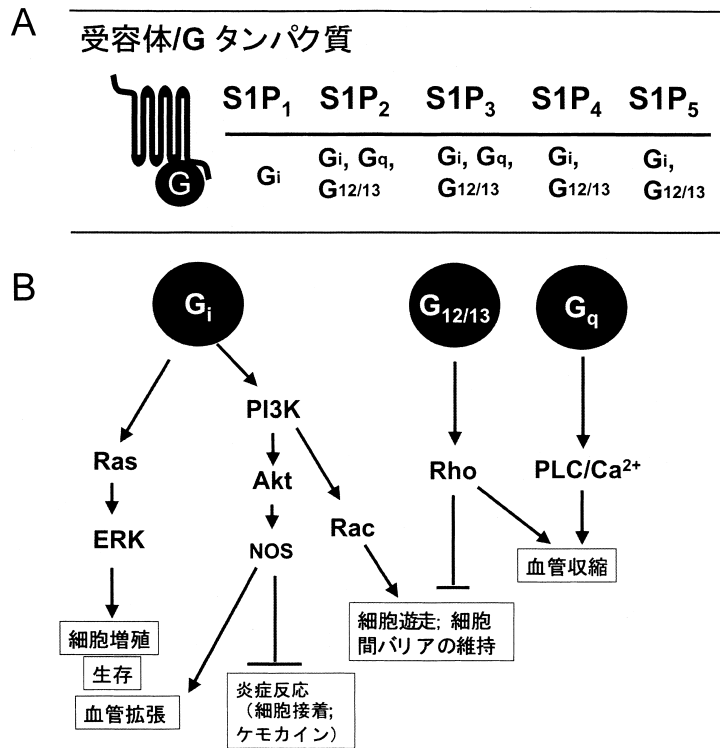 A
受容体/G タンパク質
S1P1 S1P2 S1P3 S1P4 S1P5
G
Gi
Gi, Gq,
G12/13
Gi, Gq,
G12/13
Gi,
G12/13
Gi,
G12/13
B
Gi G12/13 Gq
PI3K
Ras Akt Rho PLC/Ca2+
ERK NOS Rac
血管収縮
細胞増殖
生存
血管拡張
細胞遊走; 細胞
間バリアの維持
炎症反応
（細胞接着;
ケモカイン）